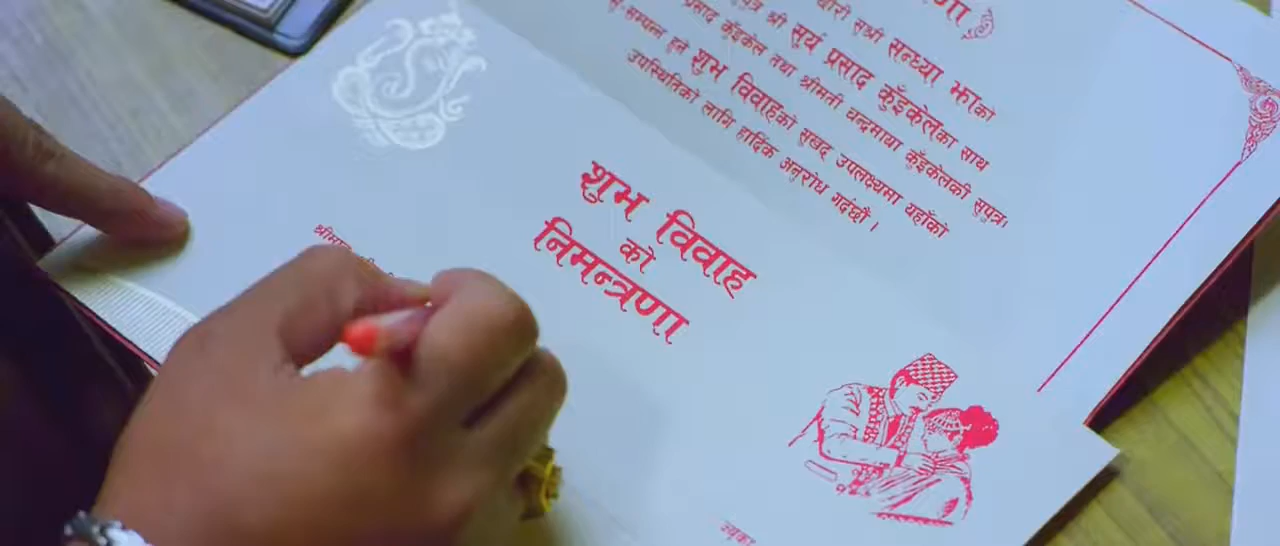 सुश्री सन्ध्या झाको
श्री सुर्य प्रसाद कुँइकेलका साथ
प्रसाद कुँइकेल तथा श्रीमती चन्द्रमाया कुँइकेलकी सुपुत्र
सु-सम्पन्न हुने शुभ विवाहको सुखद उपलक्ष्यमा यहाँको
उपस्थितिको लागि हार्दिक अनुरोध गर्दछौं ।
शुभ विवाह
को
निमन्त्रणा